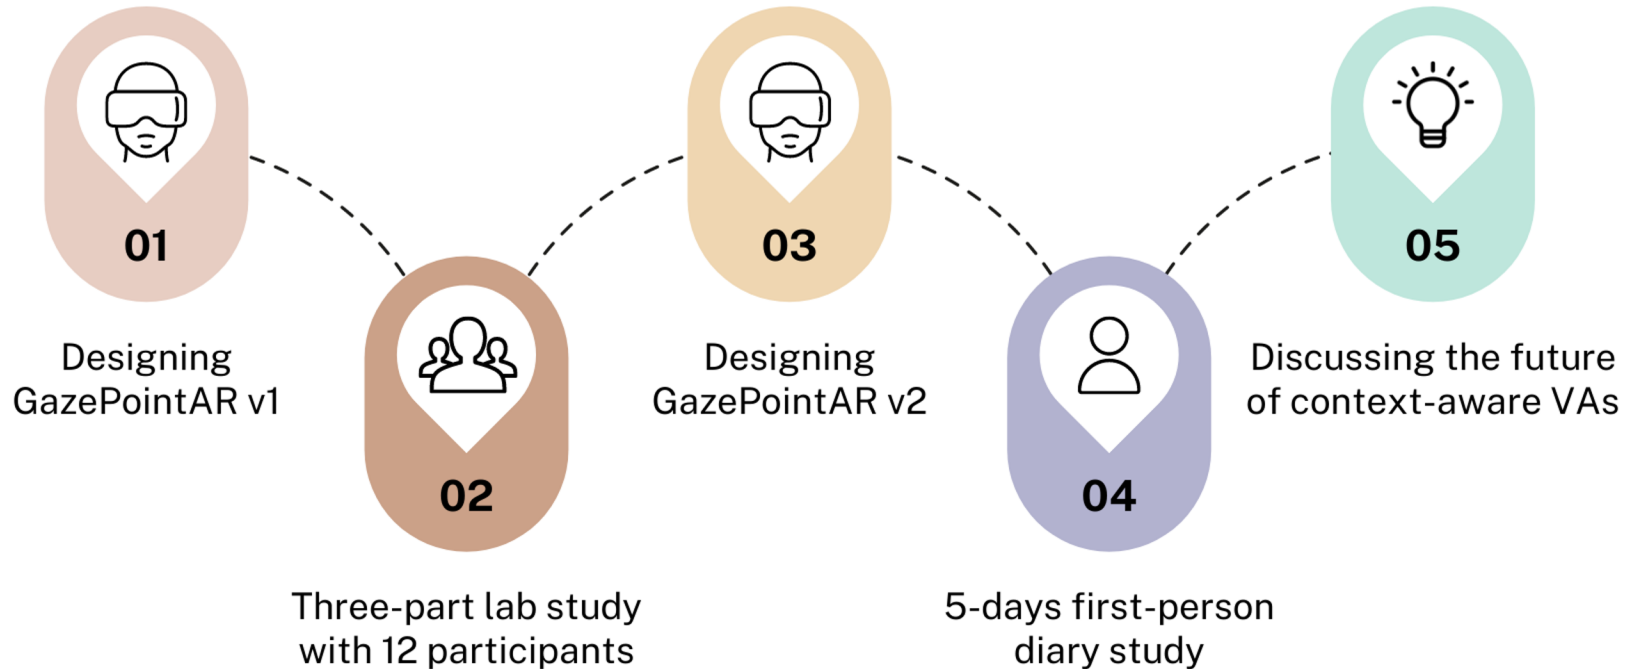 01
Designing
GazePointAR v1
02
Three-part lab study
with 12 participants
03
Designing
GazePointAR v2
04
5-days first-person
diary study
05
Discussing the future
of context-aware VAs